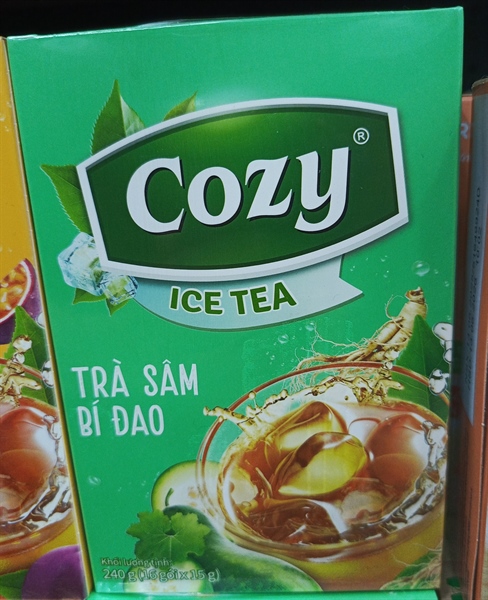 Cozy®
ICE TEA
TRÀ SÂM
BÍ ĐAO
Khối lượng tịnh:
240 g (16 gói x 15 g)